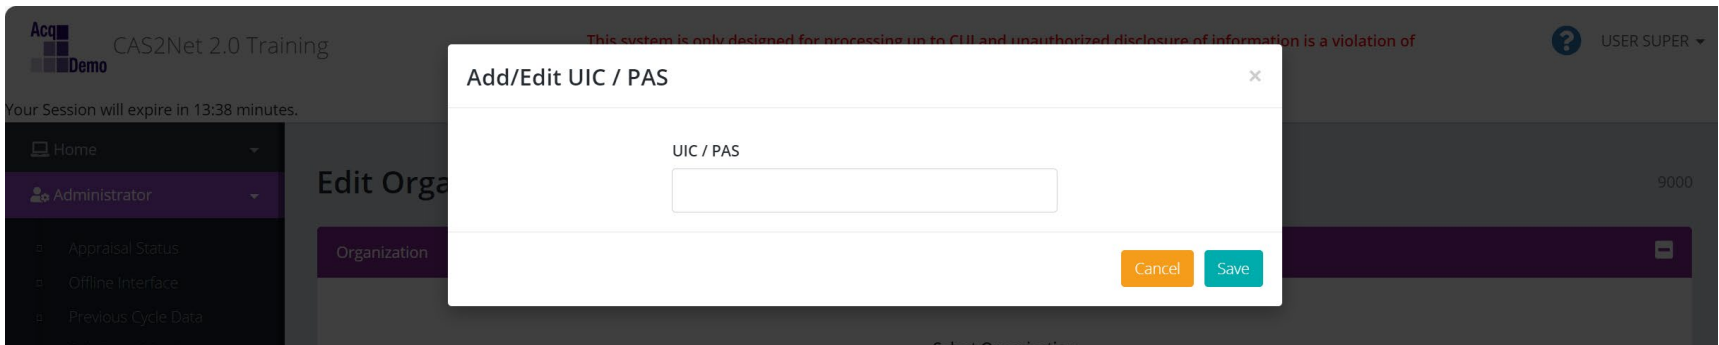 Acq
Demo
CAS2Net 2.0 Training
This system is only designed for processing up to CUI and unauthorized disclosure of information is a violation of
? USER SUPER
Your Session will expire in 13:38 minutes.
Add/Edit UIC / PAS
×
Home
Administrator
UIC / PAS
Edit Orga
9000
Appraisal Status
Organization
Cancel
Save
Offline Interface
Previous Cycle Data